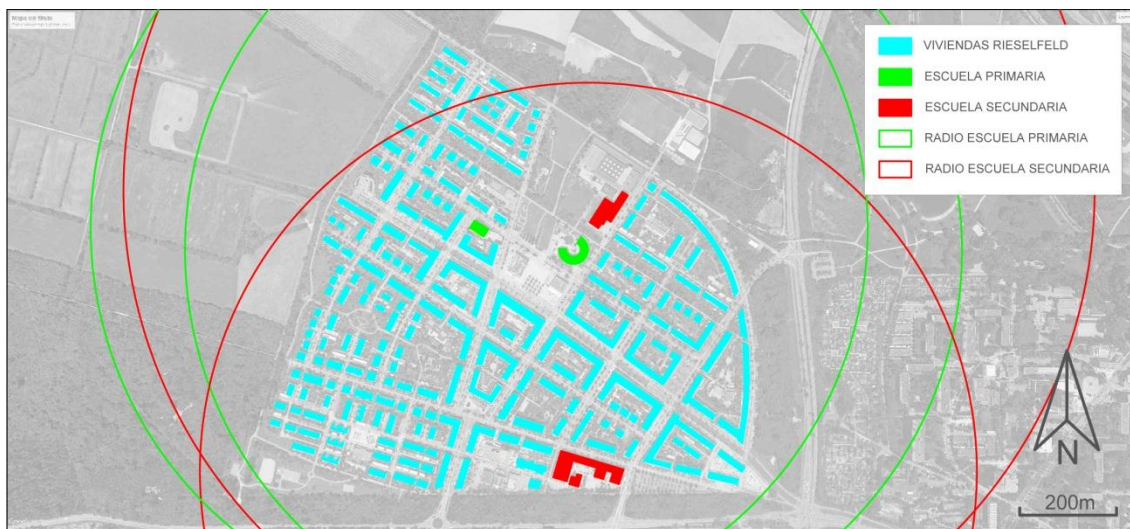 VIVIENDAS RIESELFELD
ESCUELA PRIMARIA
ESCUELA SECUNDARIA
RADIO ESCUELA PRIMARIA
RADIO ESCUELA SECUNDARIA
N
200m